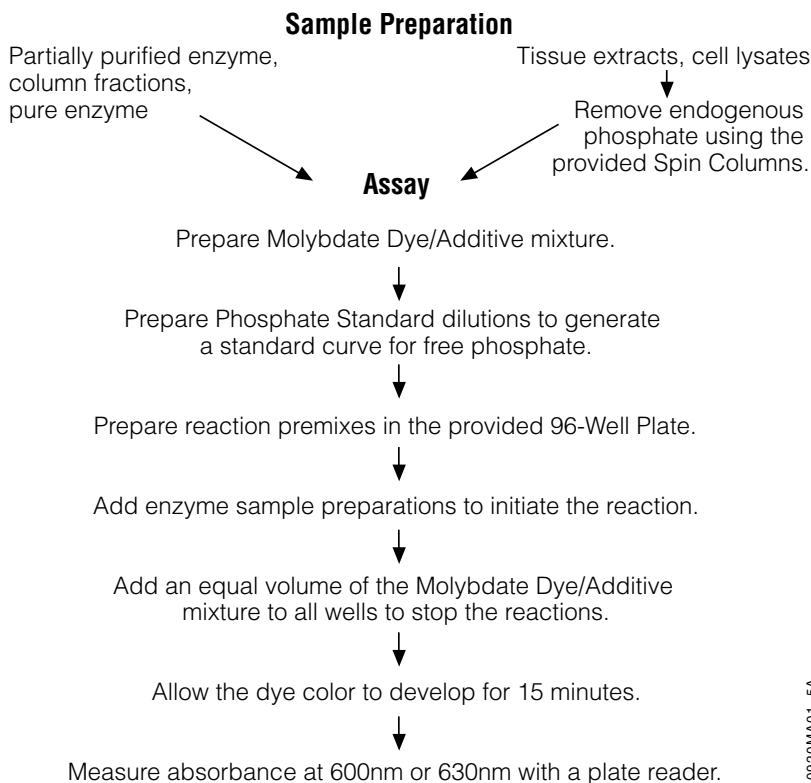 Sample Preparation
Partially purified enzyme,
column fractions,
pure enzyme
Tissue extracts, cell lysates
Remove endogenous
phosphate using the
provided Spin Columns.
Assay
Prepare Molybdate Dye/Additive mixture.
Prepare Phosphate Standard dilutions to generate
a standard curve for free phosphate.
Prepare reaction premixes in the provided 96-Well Plate.
Add enzyme sample preparations to initiate the reaction.
Add an equal volume of the Molybdate Dye/Additive
mixture to all wells to stop the reactions.
Allow the dye color to develop for 15 minutes.
Measure absorbance at 600nm or 630nm with a plate reader.